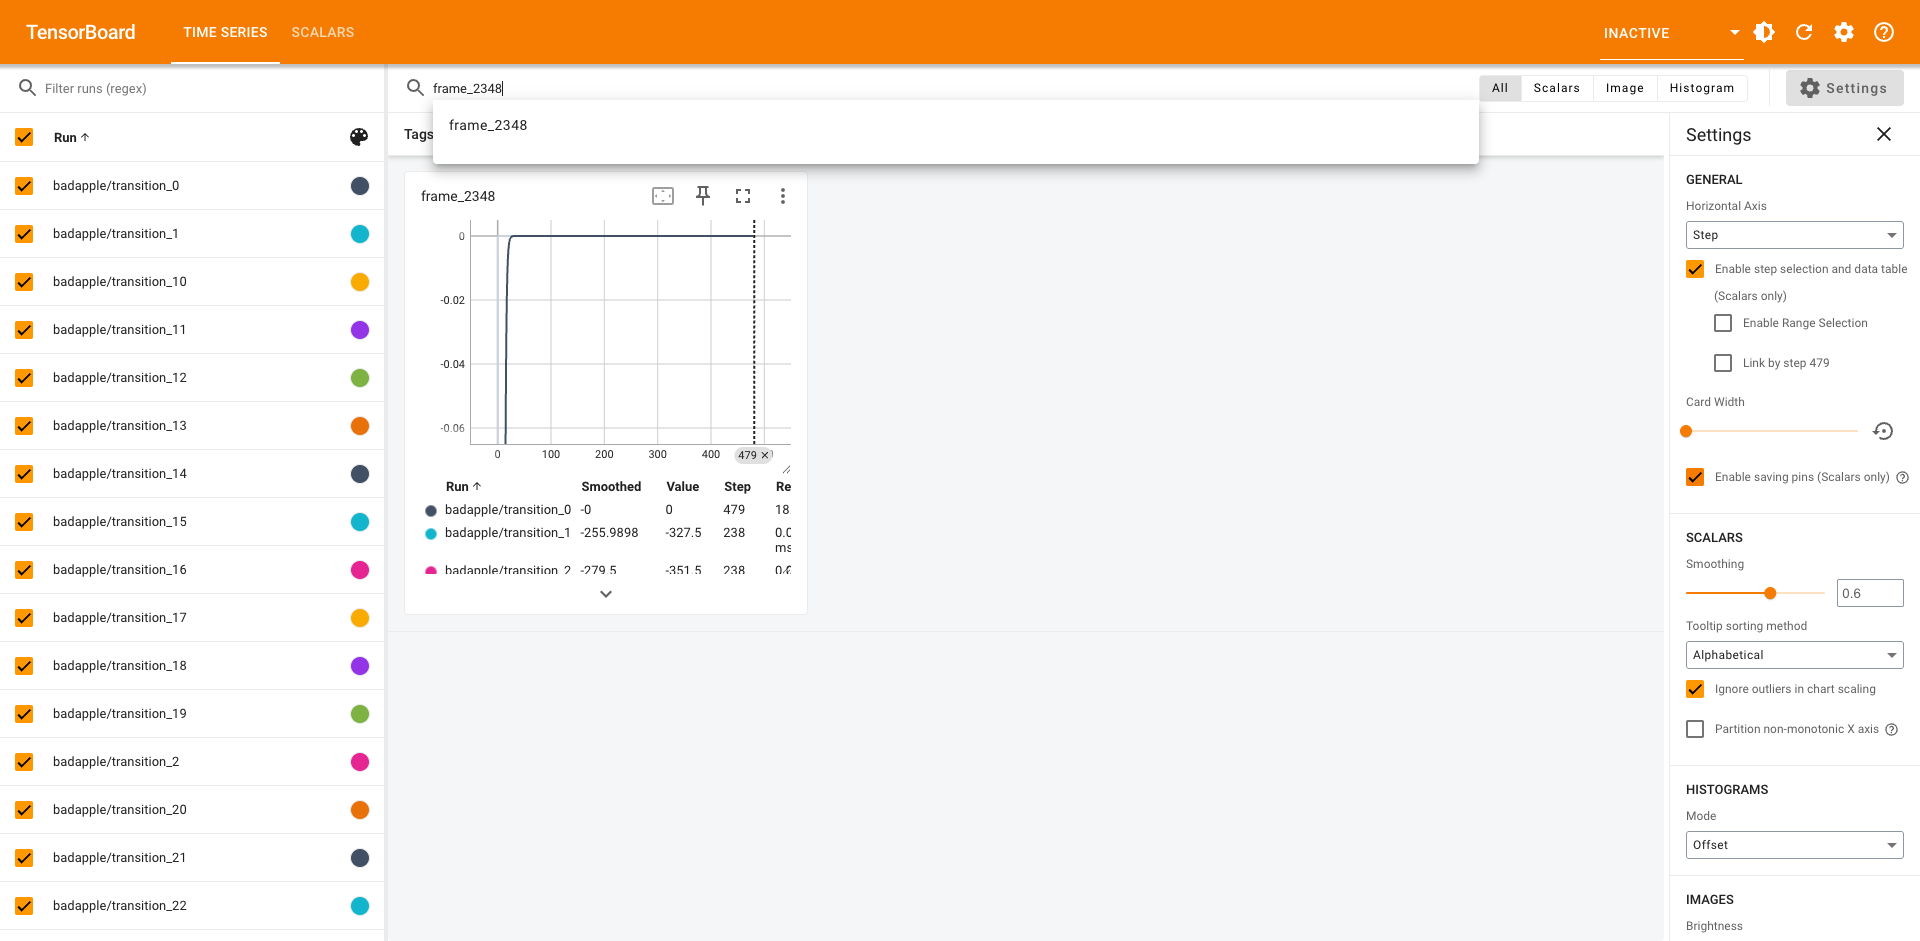 TensorBoard TIME SERIES SCALARS INACTIVE
Filter runs (regex)
frame_2348
All Scalars Image Histogram Settings
frame_2348
Run
badapple/transition_0
badapple/transition_1
badapple/transition_10
badapple/transition_11
badapple/transition_12
badapple/transition_13
badapple/transition_14
badapple/transition_15
badapple/transition_16
badapple/transition_17
badapple/transition_18
badapple/transition_19
badapple/transition_2
badapple/transition_20
badapple/transition_21
badapple/transition_22
Tags
frame_2348
0
-0.02
-0.04
-0.06
0 100 200 300 400 479
Run Smoothed Value Step Re
badapple/transition_0 -0 0 479 18.
badapple/transition_1 -255.9898 -327.5 238 0.0
ms
badapple/transition_2 -279.5 -351.5 238
Settings
GENERAL
Horizontal Axis
Step
Enable step selection and data table
(Scalars only)
Enable Range Selection
Link by step 479
Card Width
Enable saving pins (Scalars only)
SCALARS
Smoothing
0.6
Tooltip sorting method
Alphabetical
Ignore outliers in chart scaling
Partition non-monotonic X axis
HISTOGRAMS
Mode
Offset
IMAGES
Brightness